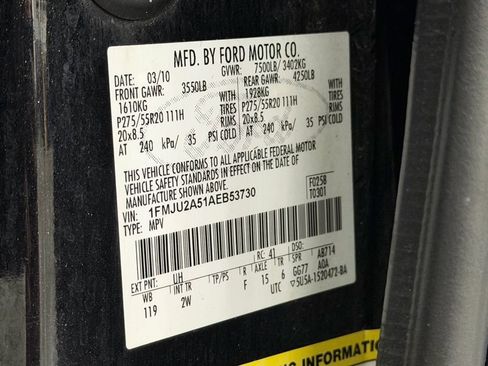 MFD. BY FORD MOTOR CO.
DATE: 03/10 GVWR: 7500LB/ 3402KG
FRONT GAWR: 3550LB REAR GAWR: 4250LB
1610KG WITH 1928KG WITH
P275/55R20 111H TIRES P275/55R20 111H TIRES
20x8.5 RIMS 20x8.5 RIMS
AT 240 kPa/ 35 PSI COLD AT 240 kPa/ 35 PSI COLD
THIS VEHICLE CONFORMS TO ALL APPLICABLE FEDERAL MOTOR
VEHICLE SAFETY STANDARDS IN EFFECT ON THE DATE OF
MANUFACTURE SHOWN ABOVE.
VIN: 1FMJU2A51AEB53730 F0258
TYPE: MPV T0301
EXT PNT: UH RC: 41 DSO: AB714
WB INT TR TP/PS R AXLE TR SPR A0A
119 2W F 15 6 GG77
UTC 5U5A-1520472-BA
NG INFORMATION